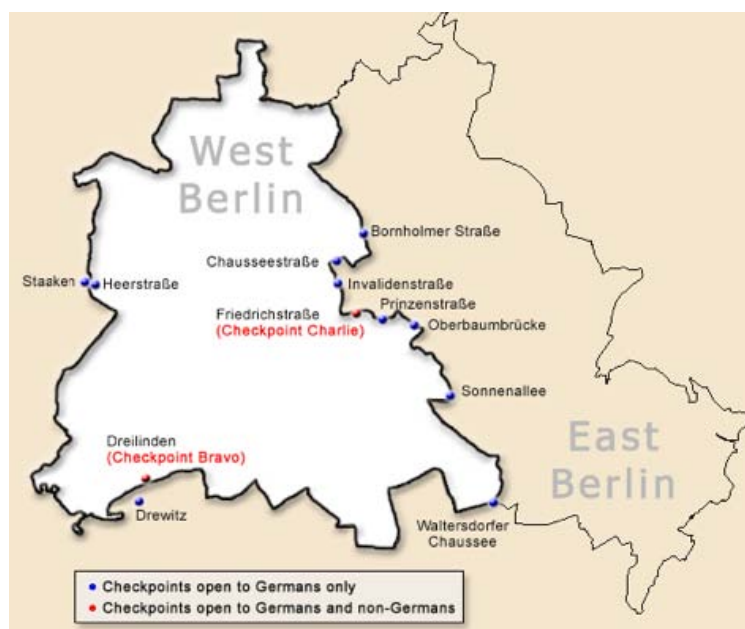 West
Berlin
Bornholmer Straße
Chausseestraße
Staaken
Heerstraße
Invalidenstraße
Prinzenstraße
Friedrichstraße
(Checkpoint Charlie)
Oberbaumbrücke
Sonnenallee
Dreilinden
(Checkpoint Bravo)
East
Berlin
Drewitz
Waltersdorfer
Chaussee
Checkpoints open to Germans only
Checkpoints open to Germans and non-Germans